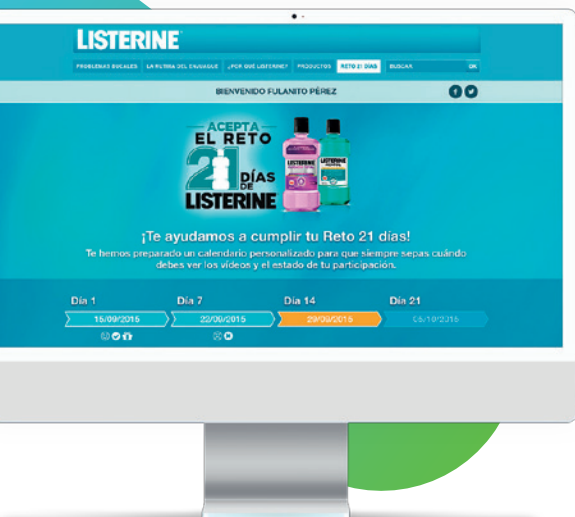 LISTERINE
PROBLEMAS BUCALES LA RUTINA DEL ENJUAGUE ¿POR QUÉ LISTERINE? PRODUCTOS RETO 21 DÍAS BUSCAR OK
BIENVENIDO FULANITO PÉREZ
ACEPTA
EL RETO
21 DÍAS
DE
LISTERINE
LISTERINE
LISTERINE
¡Te ayudamos a cumplir tu Reto 21 días!
Te hemos preparado un calendario personalizado para que siempre sepas cuándo
debes ver los vídeos y el estado de tu participación.
Día 1 Día 7 Día 14 Día 21
15/09/2015 22/09/2015 29/09/2015 06/10/2015